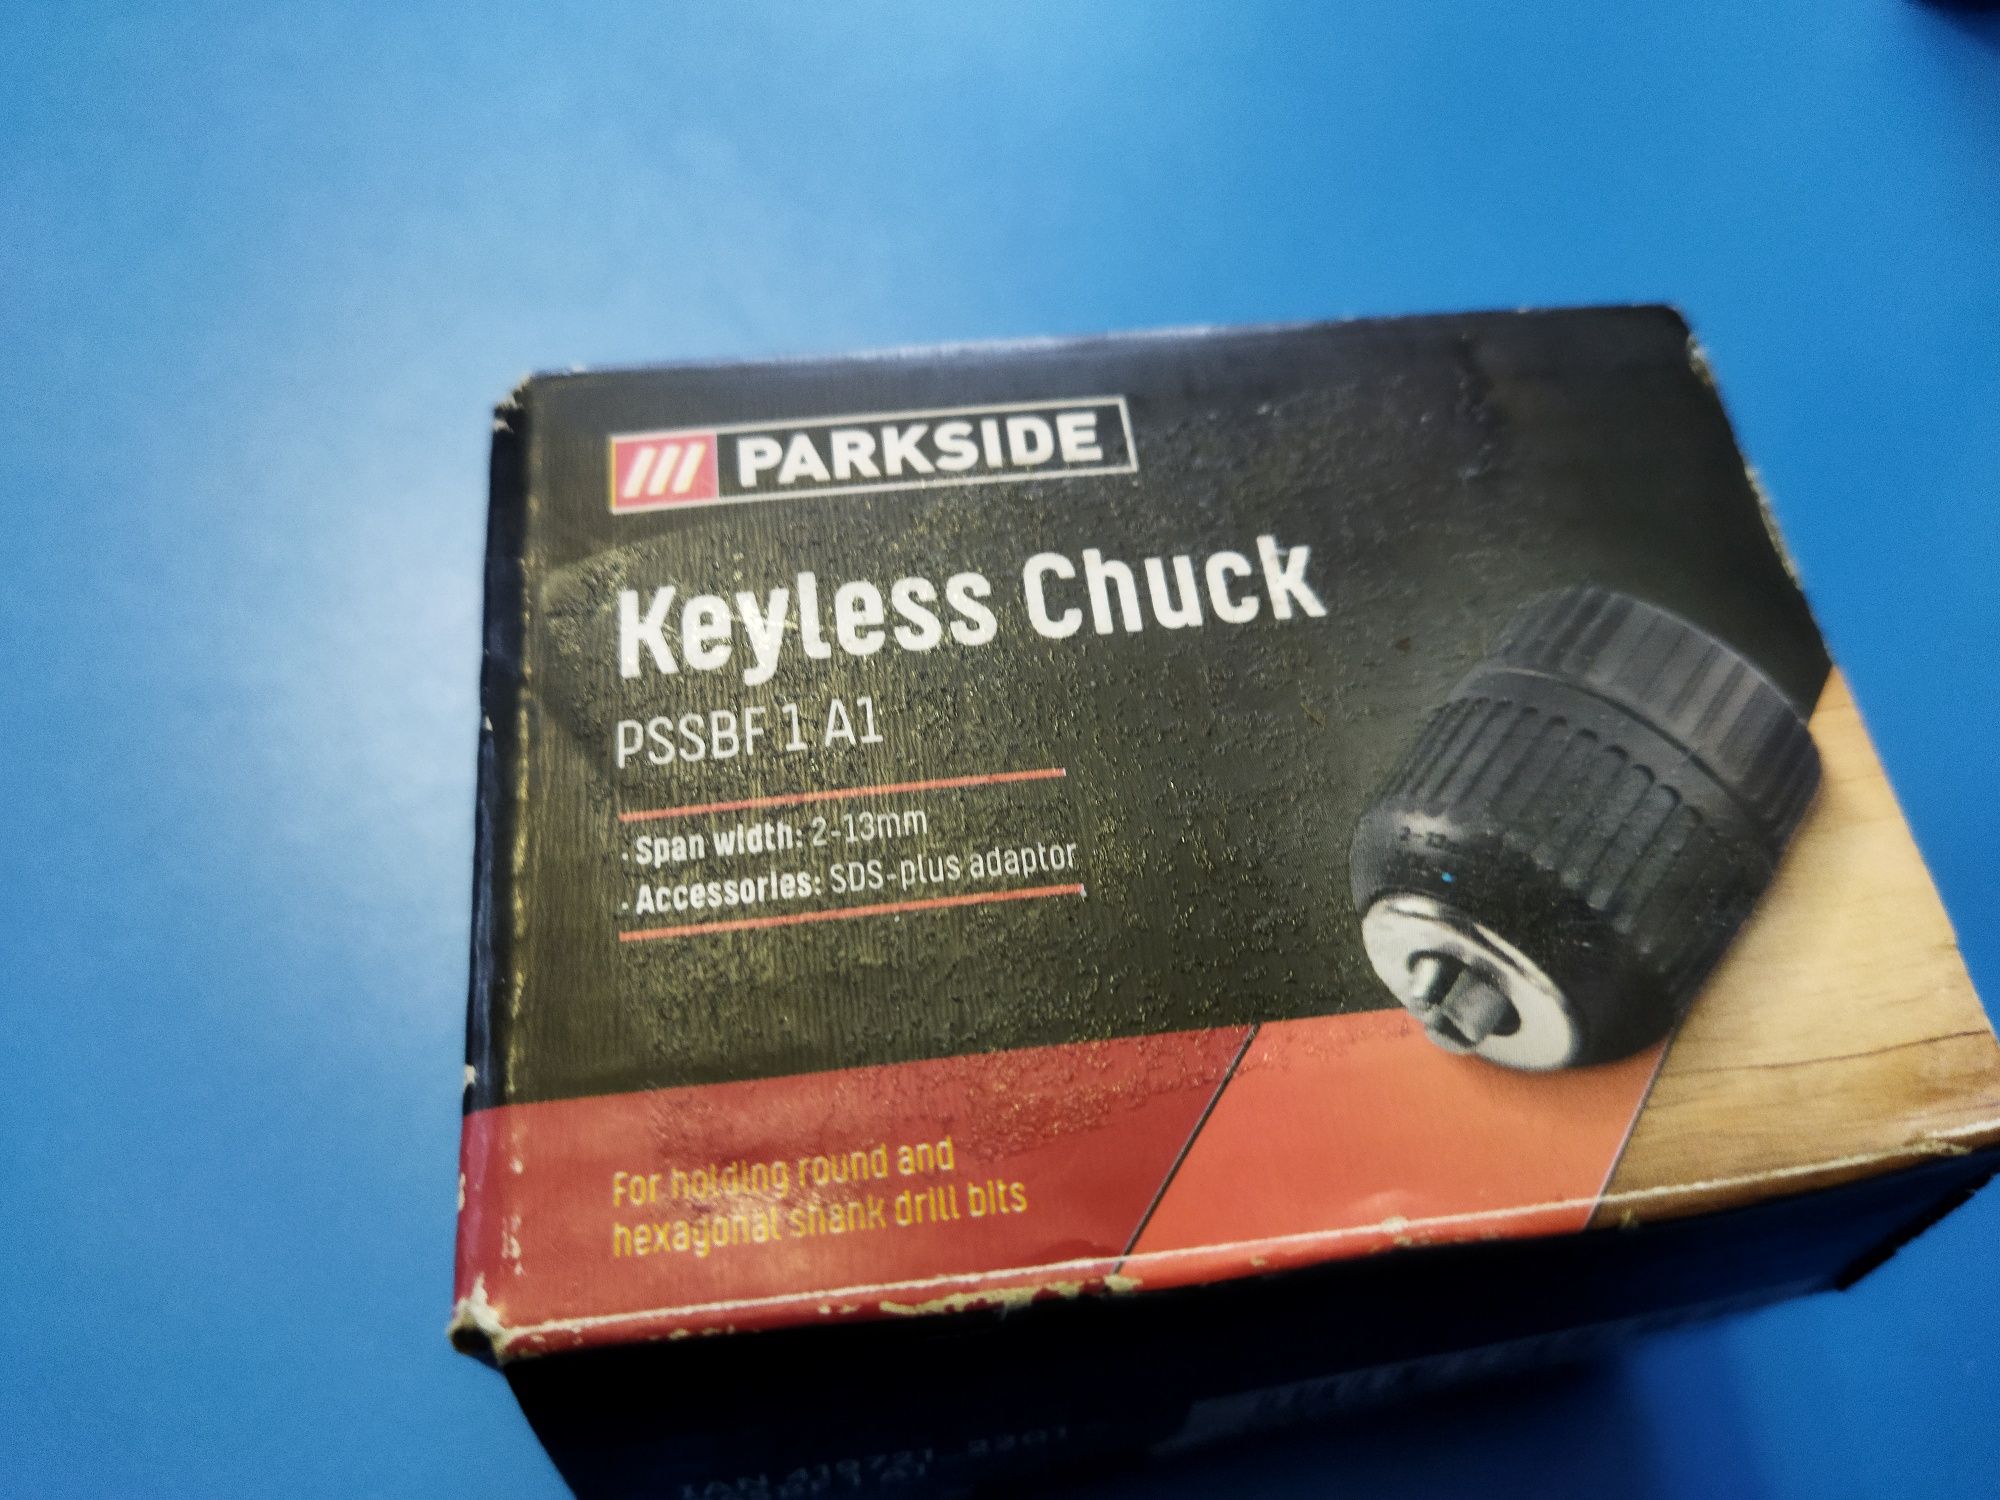 PARKSIDE
Keyless Chuck
PSSBF 1 A1
· Span width: 2-13mm
· Accessories: SDS-plus adaptor
For holding round and
hexagonal shank drill bits
IAN